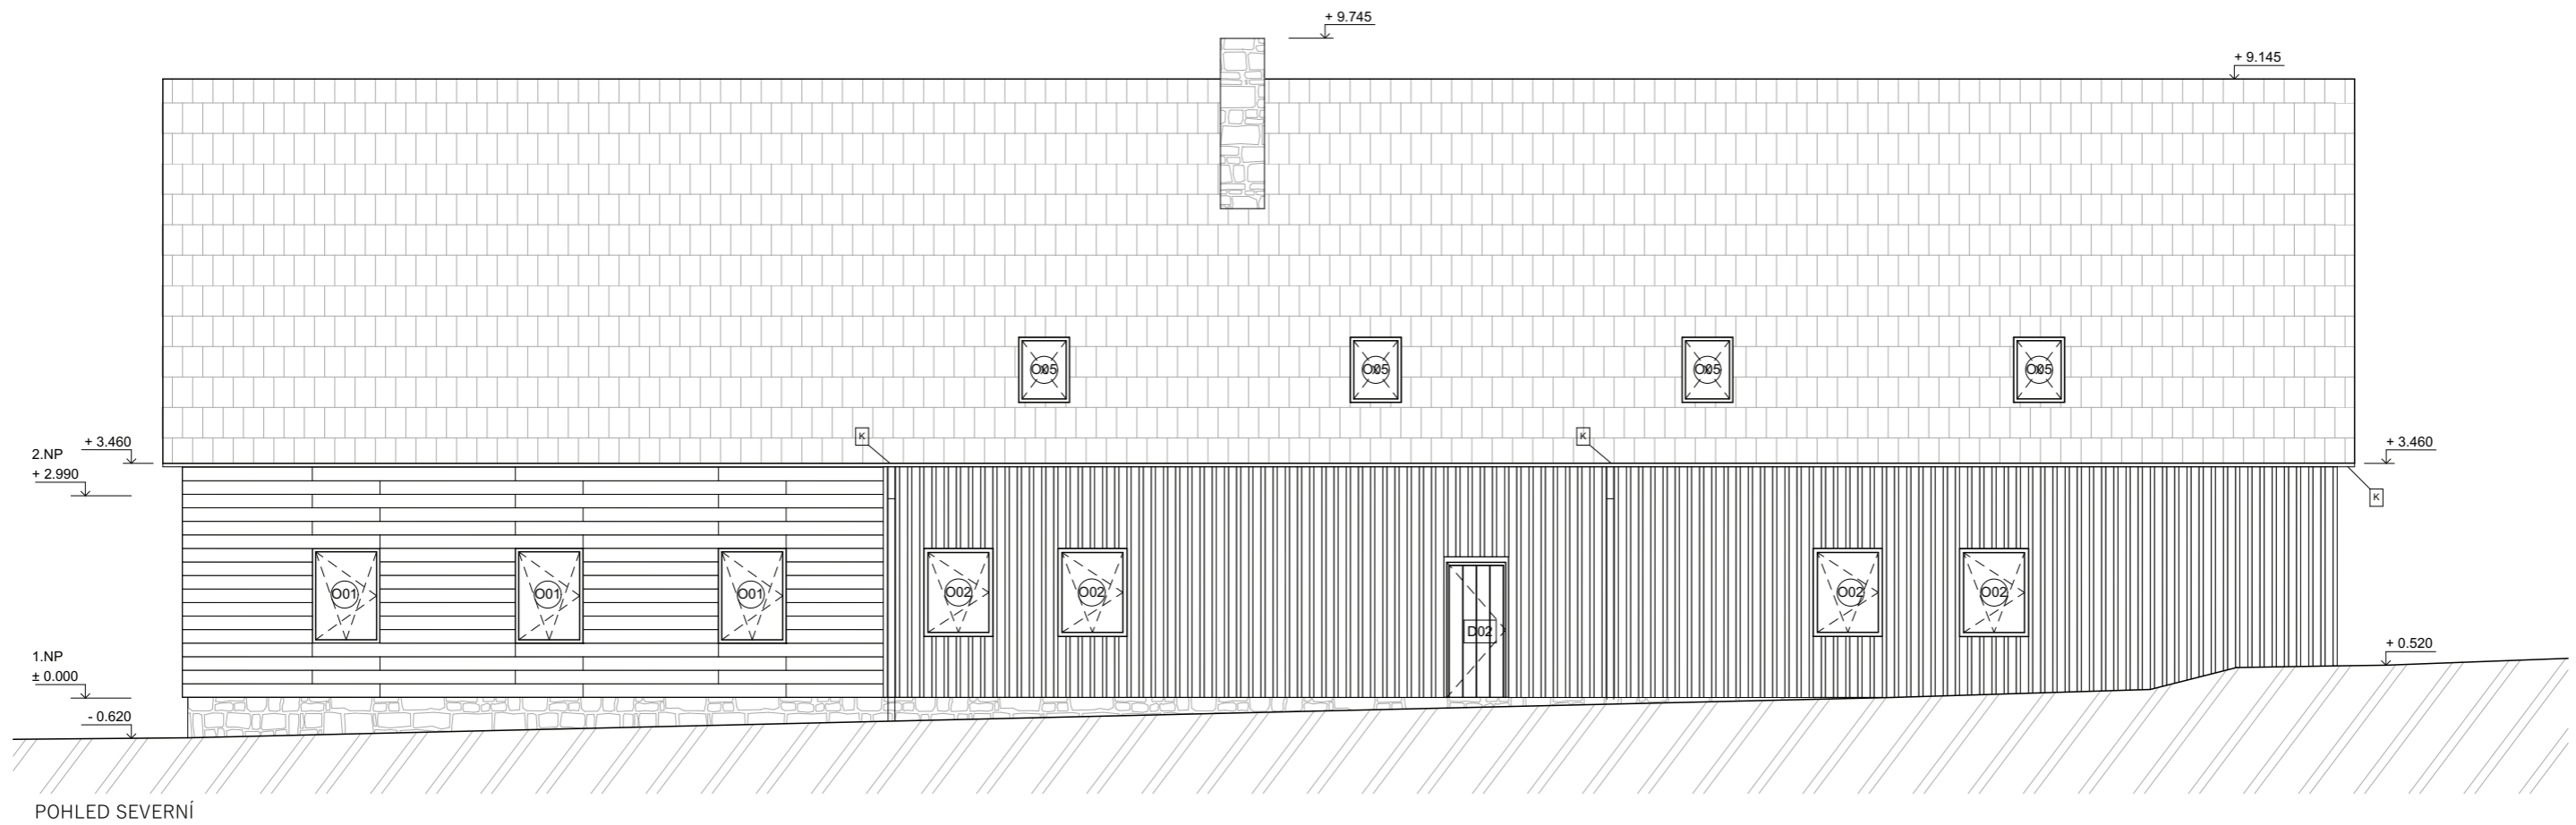 + 9.745
+ 9.145
O05
O05
O05
O05
K
K
2.NP
+ 3.460
+ 2.990
+ 3.460
K
O01
O01
O01
O02
O02
O02
O02
D02
1.NP
± 0.000
- 0.620
+ 0.520
POHLED SEVERNÍ